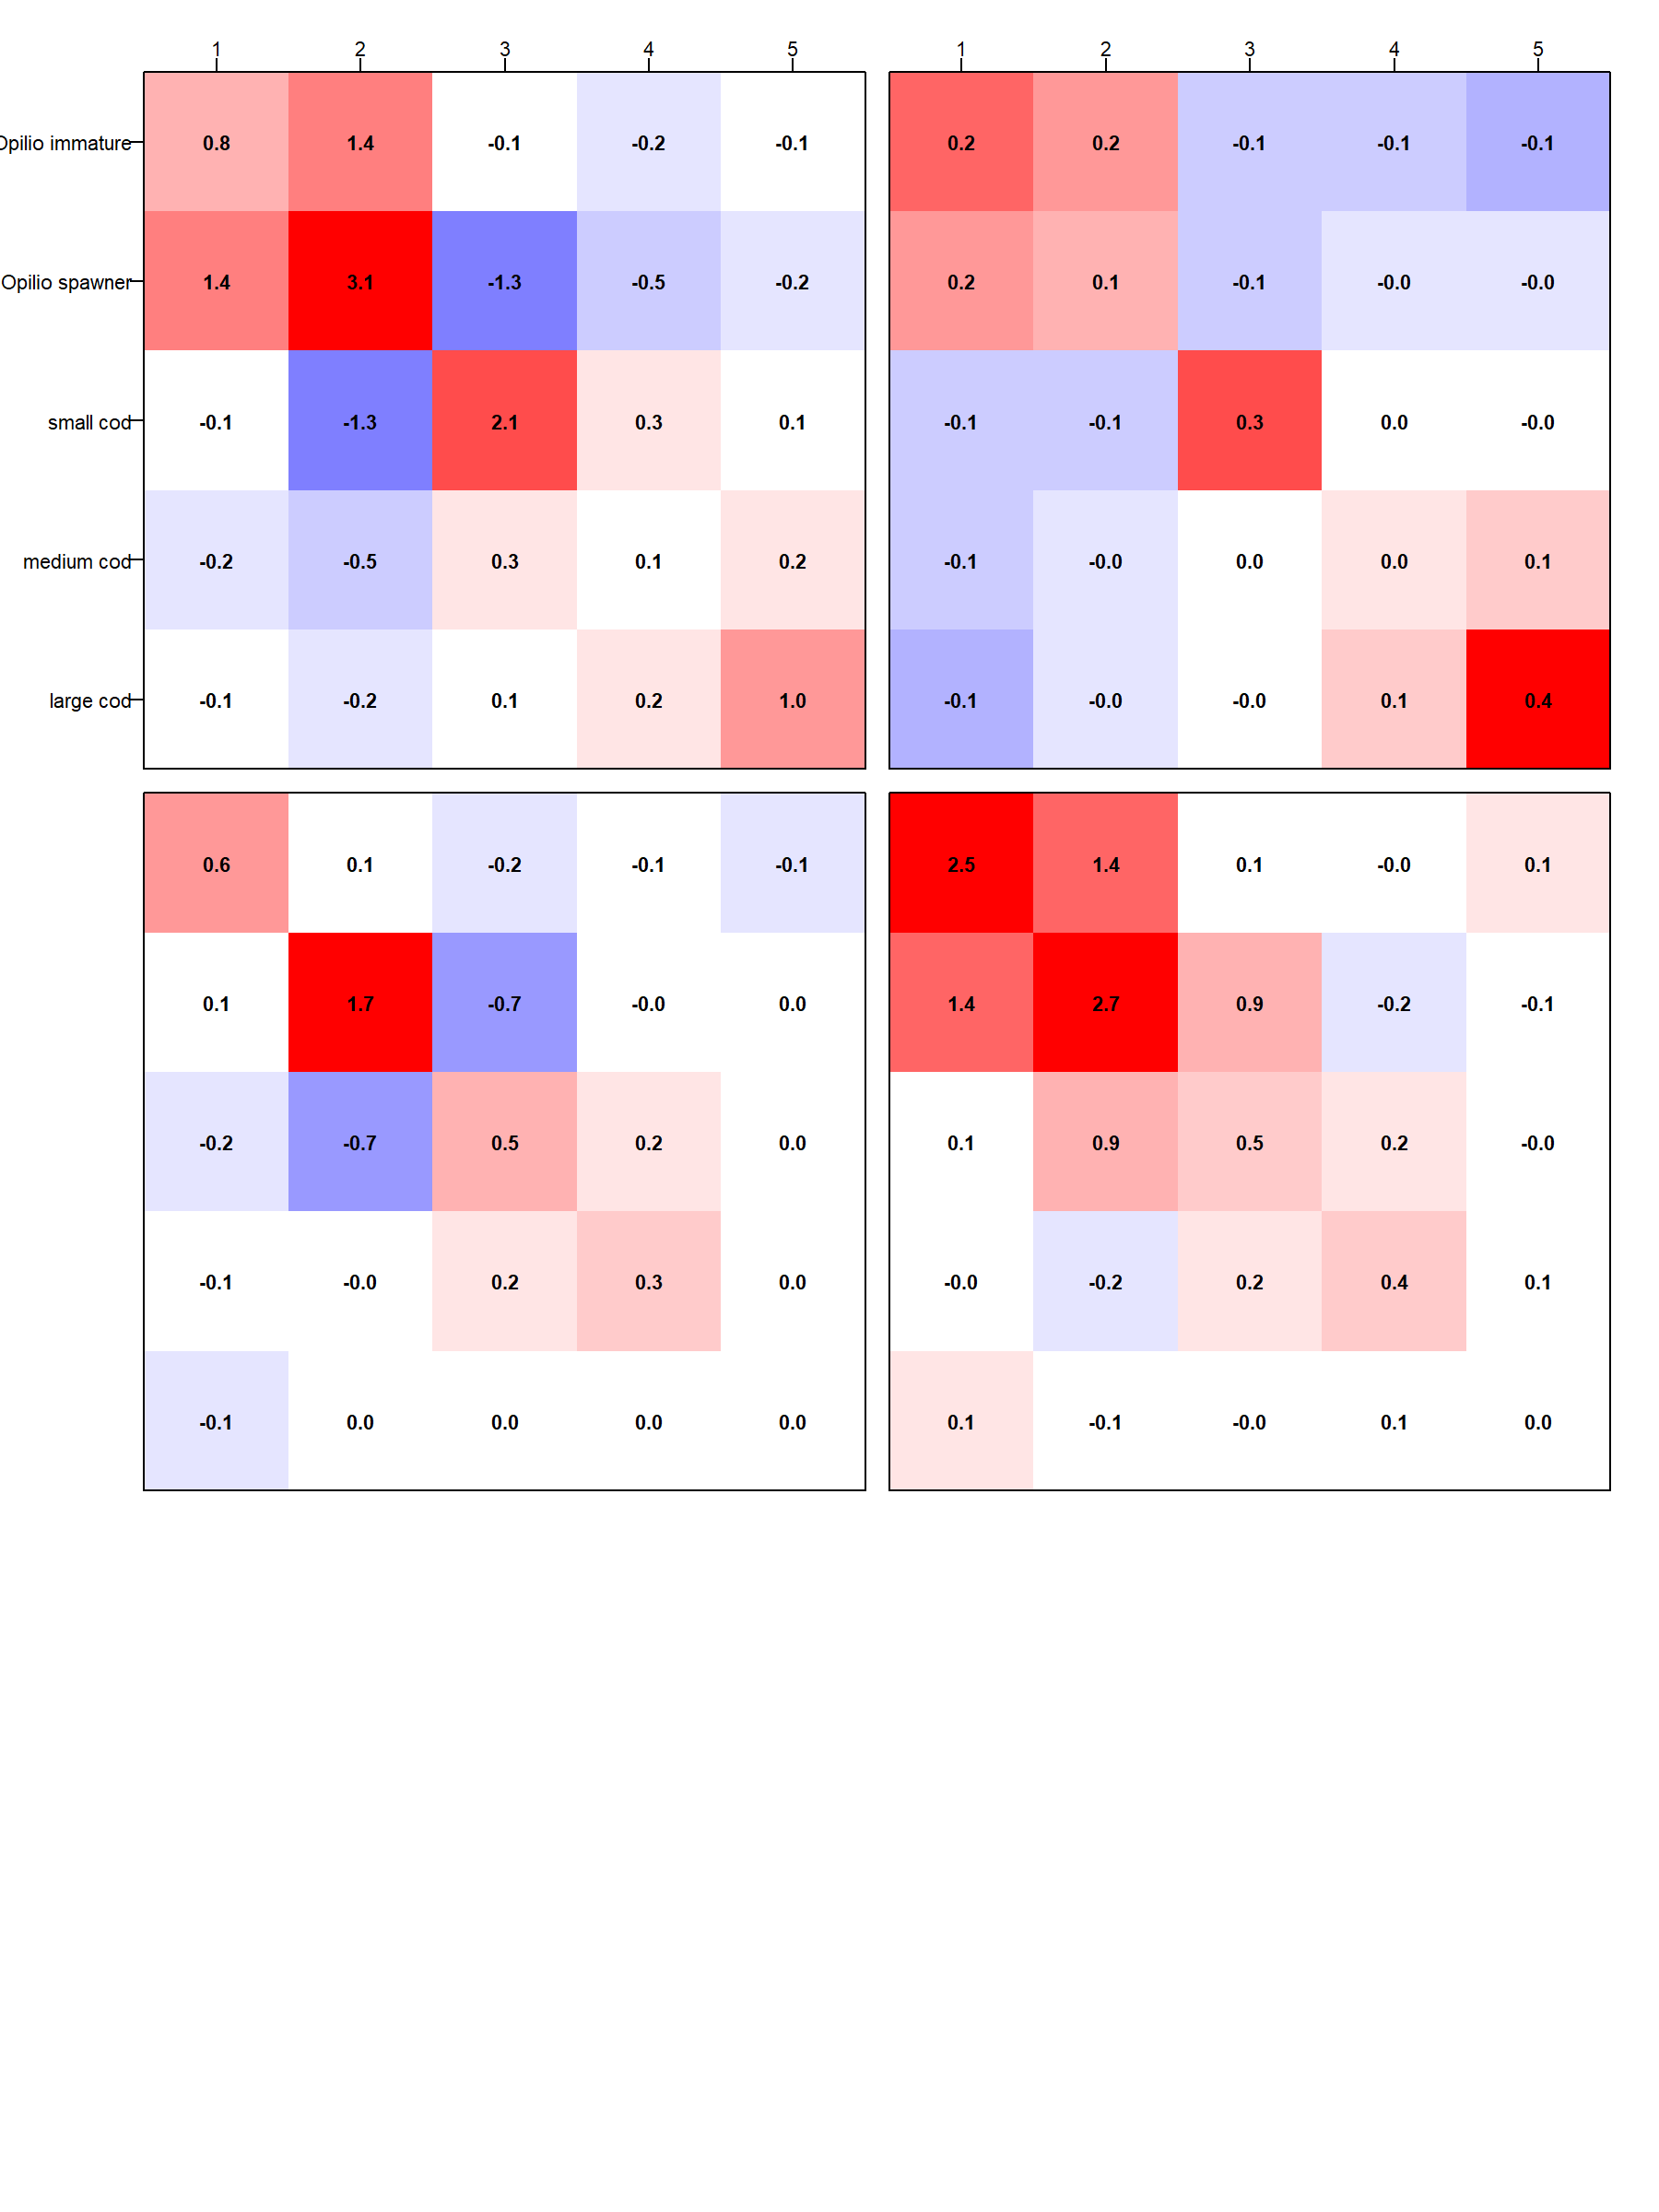 1 2 3 4 5 1 2 3 4 5
Opilio immature 0.8 1.4 -0.1 -0.2 -0.1 0.2 0.2 -0.1 -0.1 -0.1
Opilio spawner 1.4 3.1 -1.3 -0.5 -0.2 0.2 0.1 -0.1 -0.0 -0.0
small cod -0.1 -1.3 2.1 0.3 0.1 -0.1 -0.1 0.3 0.0 -0.0
medium cod -0.2 -0.5 0.3 0.1 0.2 -0.1 -0.0 0.0 0.0 0.1
large cod -0.1 -0.2 0.1 0.2 1.0 -0.1 -0.0 -0.0 0.1 0.4
0.6 0.1 -0.2 -0.1 -0.1 2.5 1.4 0.1 -0.0 0.1
0.1 1.7 -0.7 -0.0 0.0 1.4 2.7 0.9 -0.2 -0.1
-0.2 -0.7 0.5 0.2 0.0 0.1 0.9 0.5 0.2 -0.0
-0.1 -0.0 0.2 0.3 0.0 -0.0 -0.2 0.2 0.4 0.1
-0.1 0.0 0.0 0.0 0.0 0.1 -0.1 -0.0 0.1 0.0